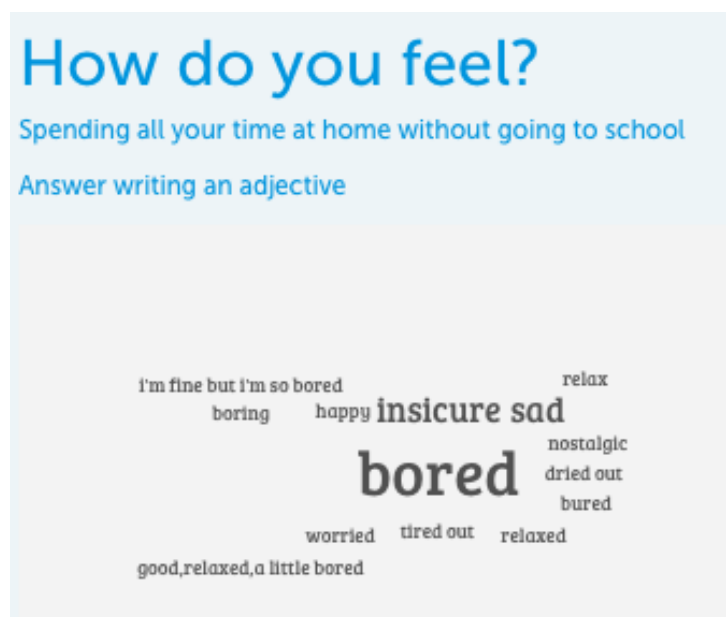 How do you feel?
Spending all your time at home without going to school
Answer writing an adjective
i'm fine but i'm so bored
relax
boring
happy
insicure
sad
nostalgic
bored
dried out
bured
worried
tired out
relaxed
good,relaxed,a little bored